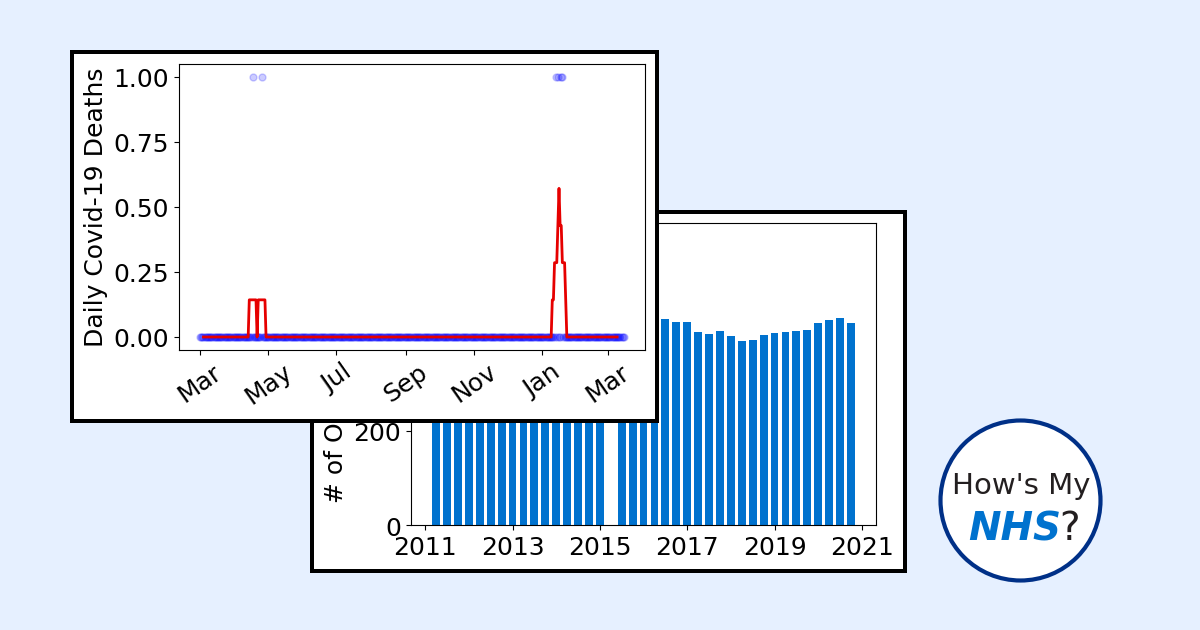 Daily Covid-19 Deaths
1.00
0.75
0.50
0.25
0.00
Mar May Jul Sep Nov Jan Mar
# of O
200
0
2011 2013 2015 2017 2019 2021
How's My
NHS?